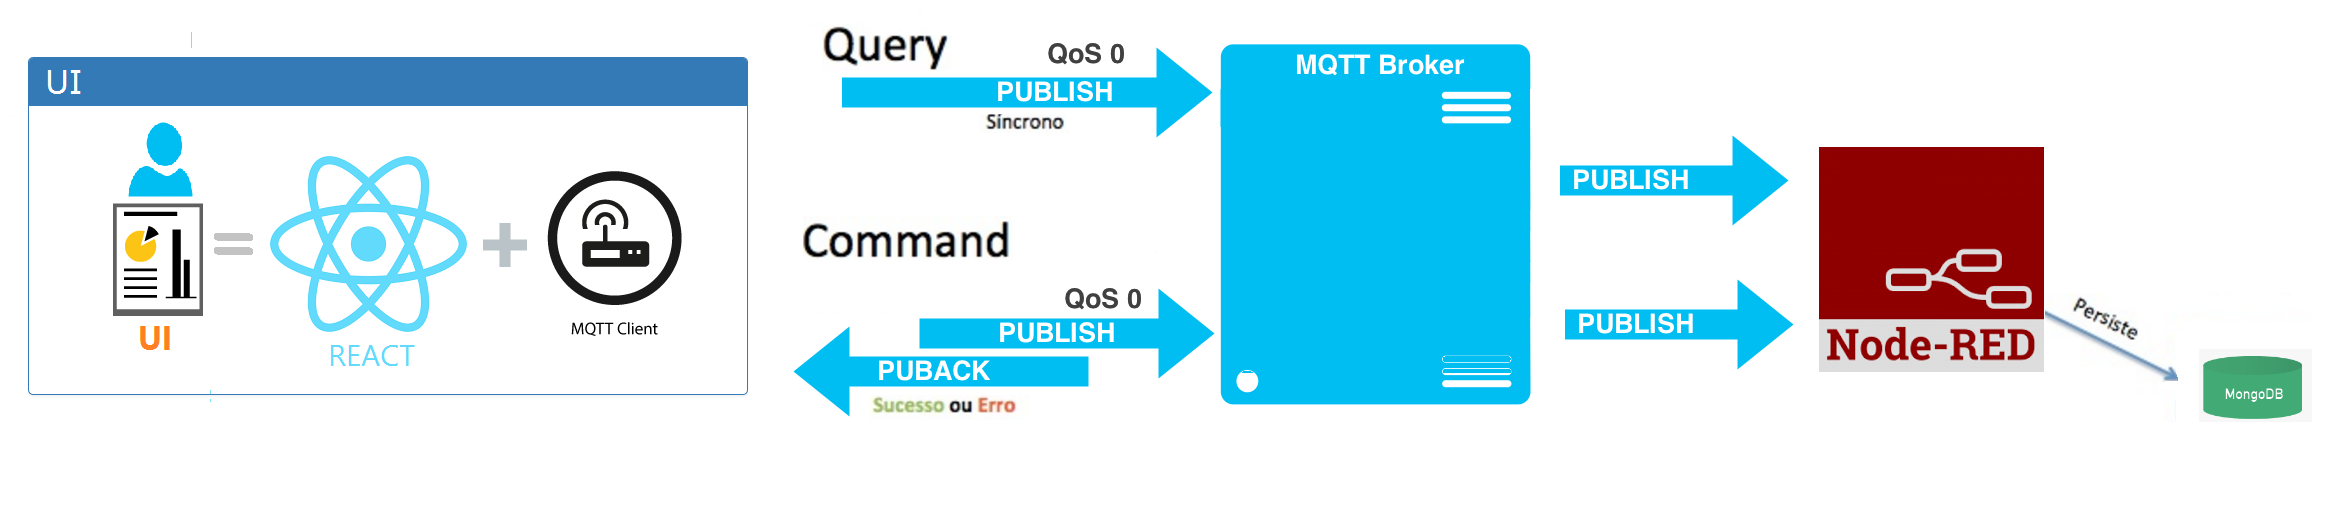 UI
UI
REACT
MQTT Client
Query
QoS 0
PUBLISH
Síncrono
Command
QoS 0
PUBLISH
PUBACK
Sucesso ou Erro
MQTT Broker
PUBLISH
PUBLISH
Node-RED
Persiste
MongoDB